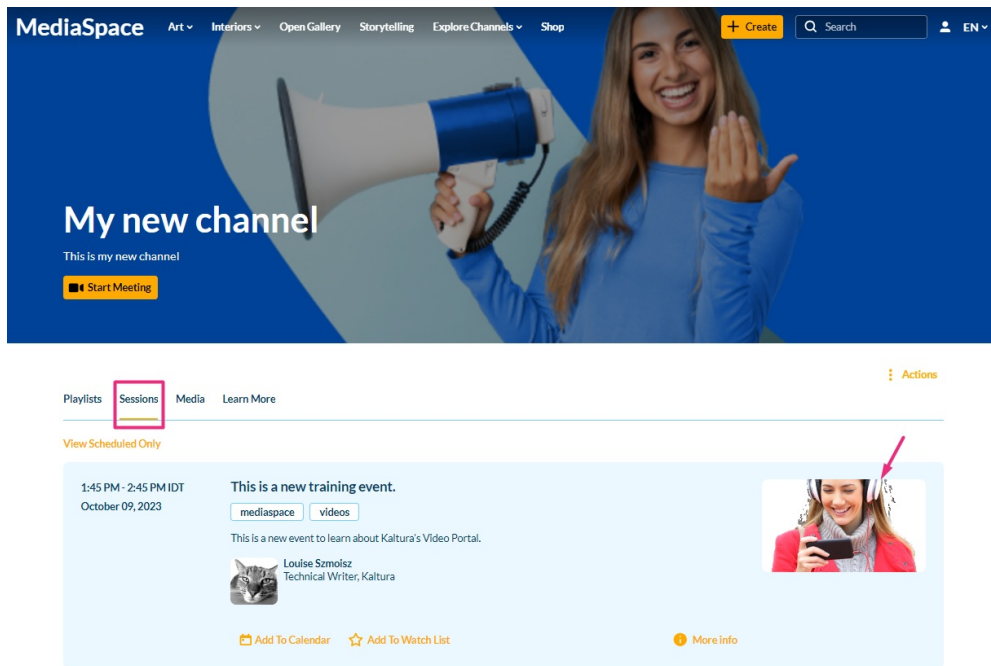 MediaSpace Art Interiors Open Gallery Storytelling Explore Channels Shop + Create Search EN
My new channel
This is my new channel
Start Meeting
Actions
Playlists Sessions Media Learn More
View Scheduled Only
1:45 PM - 2:45 PM IDT
October 09, 2023
This is a new training event.
mediaspace videos
This is a new event to learn about Kaltura's Video Portal.
Louise Szmoisz
Technical Writer, Kaltura
Add To Calendar Add To Watch List More info